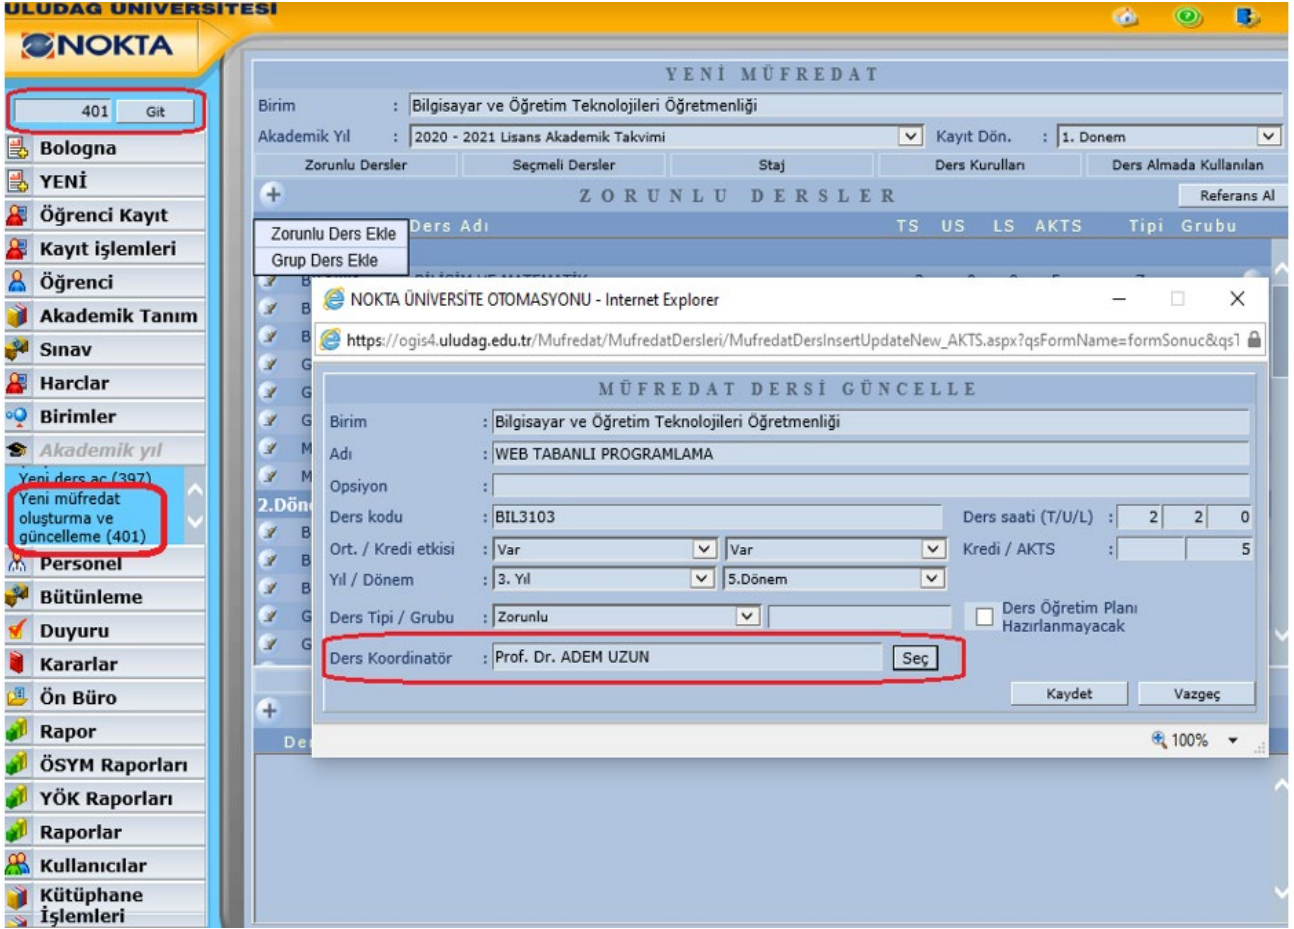 ULUDAĞ ÜNİVERSİTESİ
NOKTA
401 Git
Bologna
YENİ
Öğrenci Kayıt
Kayıt işlemleri
Öğrenci
Akademik Tanım
Sınav
Harclar
Birimler
Akademik yıl
Yeni ders aç (397)
Yeni müfredat
oluşturma ve
güncelleme (401)
Personel
Bütünleme
Duyuru
Kararlar
Ön Büro
Rapor
ÖSYM Raporları
YÖK Raporları
Raporlar
Kullanıcılar
Kütüphane
İşlemleri
YENİ MÜFREDAT
Birim : Bilgisayar ve Öğretim Teknolojileri Öğretmenliği
Akademik Yıl : 2020 - 2021 Lisans Akademik Takvimi Kayıt Dön. : 1. Donem
Zorunlu Dersler Seçmeli Dersler Staj Ders Kurulları Ders Almada Kullanılan
ZORUNLU DERSLER Referans Al
Ders Adı TS US LS AKTS Tipi Grubu
Zorunlu Ders Ekle
Grup Ders Ekle
BİLİŞİM VE MATEMATİK
2.Dön
NOKTA ÜNİVERSİTE OTOMASYONU - Internet Explorer
https://ogis4.uludag.edu.tr/Mufredat/MufredatDersleri/MufredatDersInsertUpdateNew_AKTS.aspx?qsFormName=formSonuc&qs1
MÜFREDAT DERSİ GÜNCELLE
Birim : Bilgisayar ve Öğretim Teknolojileri Öğretmenliği
Adı : WEB TABANLI PROGRAMLAMA
Opsiyon :
Ders kodu : BIL3103 Ders saati (T/U/L) : 2 2 0
Ort. / Kredi etkisi : Var Var Kredi / AKTS : 5
Yıl / Dönem : 3. Yıl 5.Dönem
Ders Tipi / Grubu : Zorunlu Ders Öğretim Planı
Hazırlanmayacak
Ders Koordinatör : Prof. Dr. ADEM UZUN Seç
Kaydet Vazgeç
100%